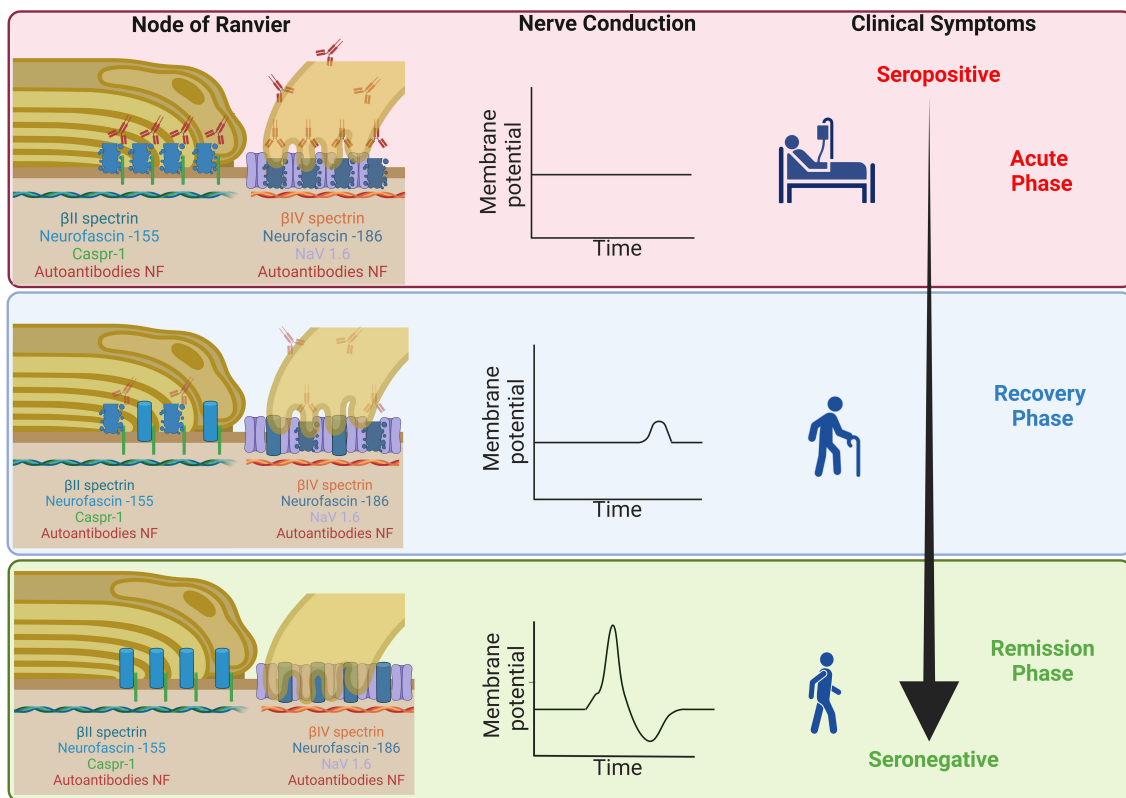 Node of Ranvier
Nerve Conduction
Clinical Symptoms
Seropositive
Acute
Phase
Membrane
potential
Time
βII spectrin
Neurofascin -155
Caspr-1
Autoantibodies NF
βIV spectrin
Neurofascin -186
NaV 1.6
Autoantibodies NF
Recovery
Phase
Membrane
potential
Time
βII spectrin
Neurofascin -155
Caspr-1
Autoantibodies NF
βIV spectrin
Neurofascin -186
NaV 1.6
Autoantibodies NF
Remission
Phase
Membrane
potential
Time
βII spectrin
Neurofascin -155
Caspr-1
Autoantibodies NF
βIV spectrin
Neurofascin -186
NaV 1.6
Autoantibodies NF
Seronegative